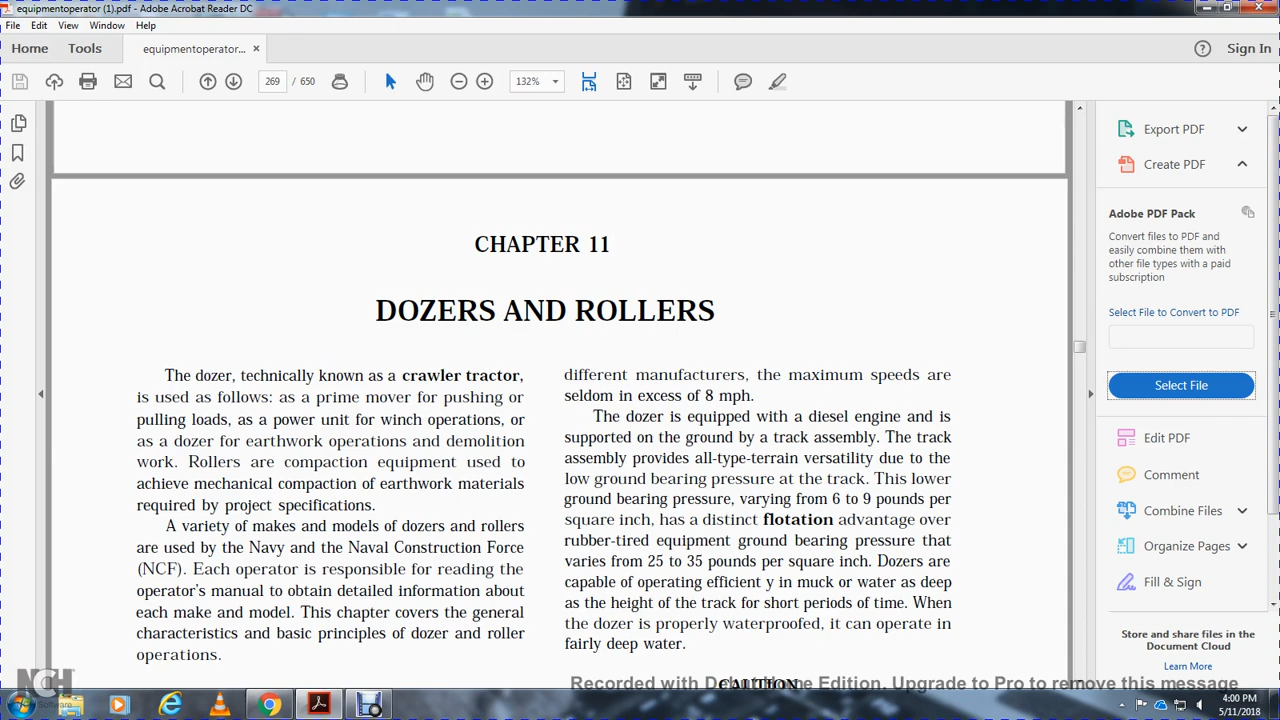 equipmentoperator (1).pdf - Adobe Acrobat Reader DC
File Edit View Window Help
Home Tools equipmentoperator... × Sign In
269 / 650 132%
CHAPTER 11
DOZERS AND ROLLERS
The dozer, technically known as a crawler tractor,
is used as follows: as a prime mover for pushing or
pulling loads, as a power unit for winch operations, or
as a dozer for earthwork operations and demolition
work. Rollers are compaction equipment used to
achieve mechanical compaction of earthwork materials
required by project specifications.
A variety of makes and models of dozers and rollers
are used by the Navy and the Naval Construction Force
(NCF). Each operator is responsible for reading the
operator's manual to obtain detailed information about
each make and model. This chapter covers the general
characteristics and basic principles of dozer and roller
operations.
different manufacturers, the maximum speeds are
seldom in excess of 8 mph.
The dozer is equipped with a diesel engine and is
supported on the ground by a track assembly. The track
assembly provides all-type-terrain versatility due to the
low ground bearing pressure at the track. This lower
ground bearing pressure, varying from 6 to 9 pounds per
square inch, has a distinct flotation advantage over
rubber-tired equipment ground bearing pressure that
varies from 25 to 35 pounds per square inch. Dozers are
capable of operating efficient y in muck or water as deep
as the height of the track for short periods of time. When
the dozer is properly waterproofed, it can operate in
fairly deep water.
CAUTION
Export PDF
Create PDF
Adobe PDF Pack
Convert files to PDF and
easily combine them with
other file types with a paid
subscription
Select File to Convert to PDF
Select File
Edit PDF
Comment
Combine Files
Organize Pages
Fill & Sign
Store and share files in the
Document Cloud
Learn More
NCH
Software
Recorded with Debut Home Edition. Upgrade to Pro to remove this message
4:00 PM
5/11/2018